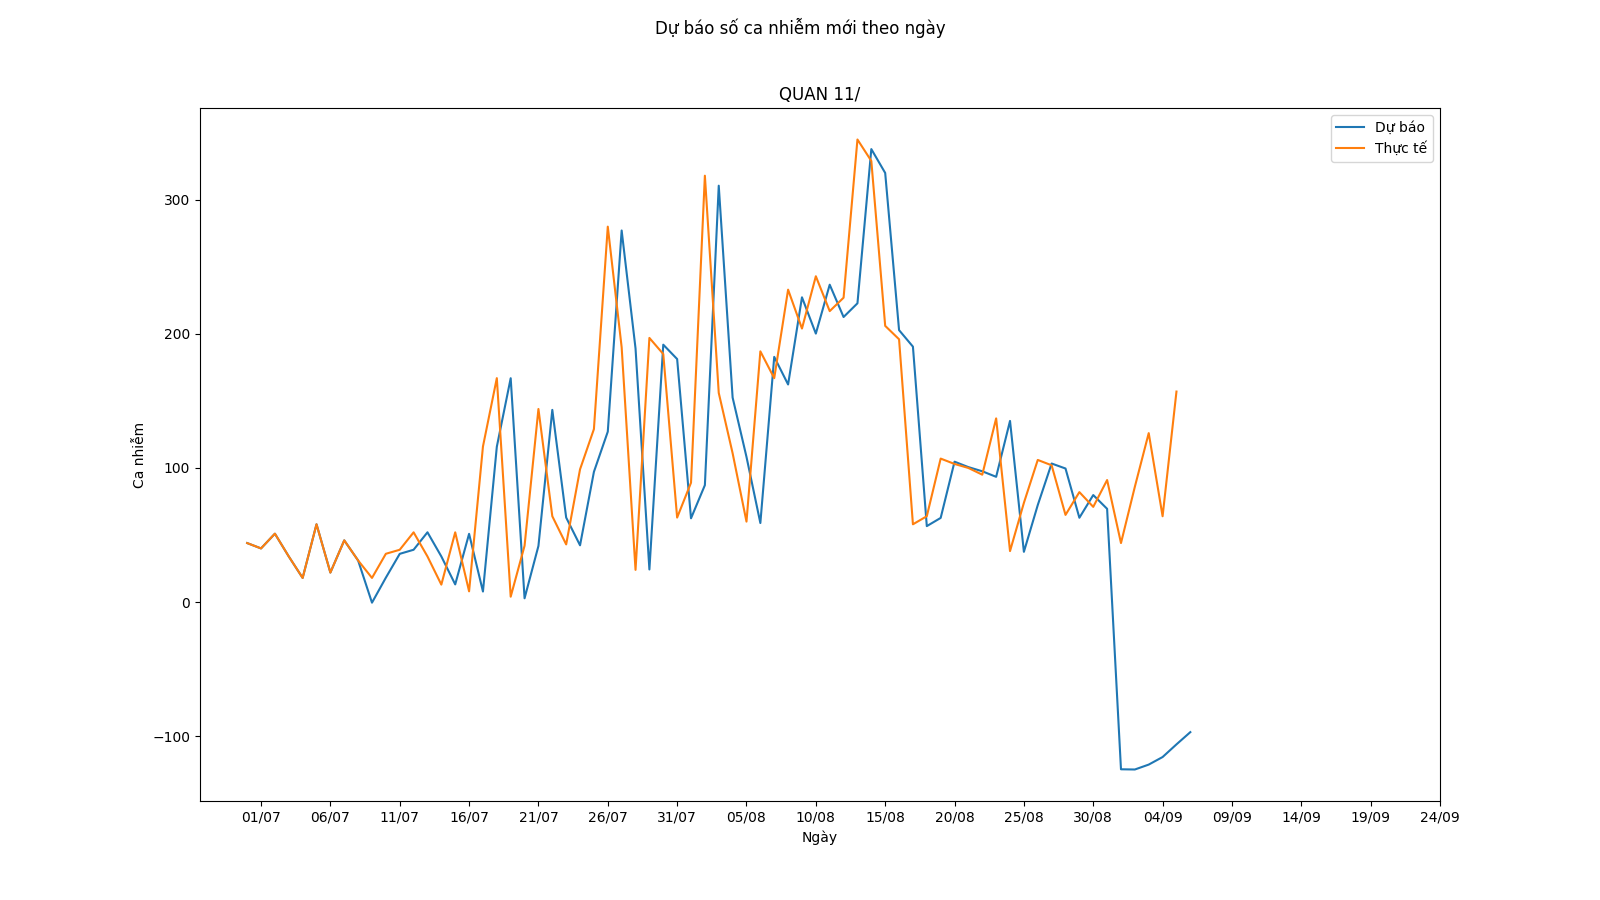 Dự báo số ca nhiễm mới theo ngày
QUAN 11/
Dự báo
Thực tế
Ca nhiễm
300
200
100
0
−100
01/07 06/07 11/07 16/07 21/07 26/07 31/07 05/08 10/08 15/08 20/08 25/08 30/08 04/09 09/09 14/09 19/09 24/09
Ngày